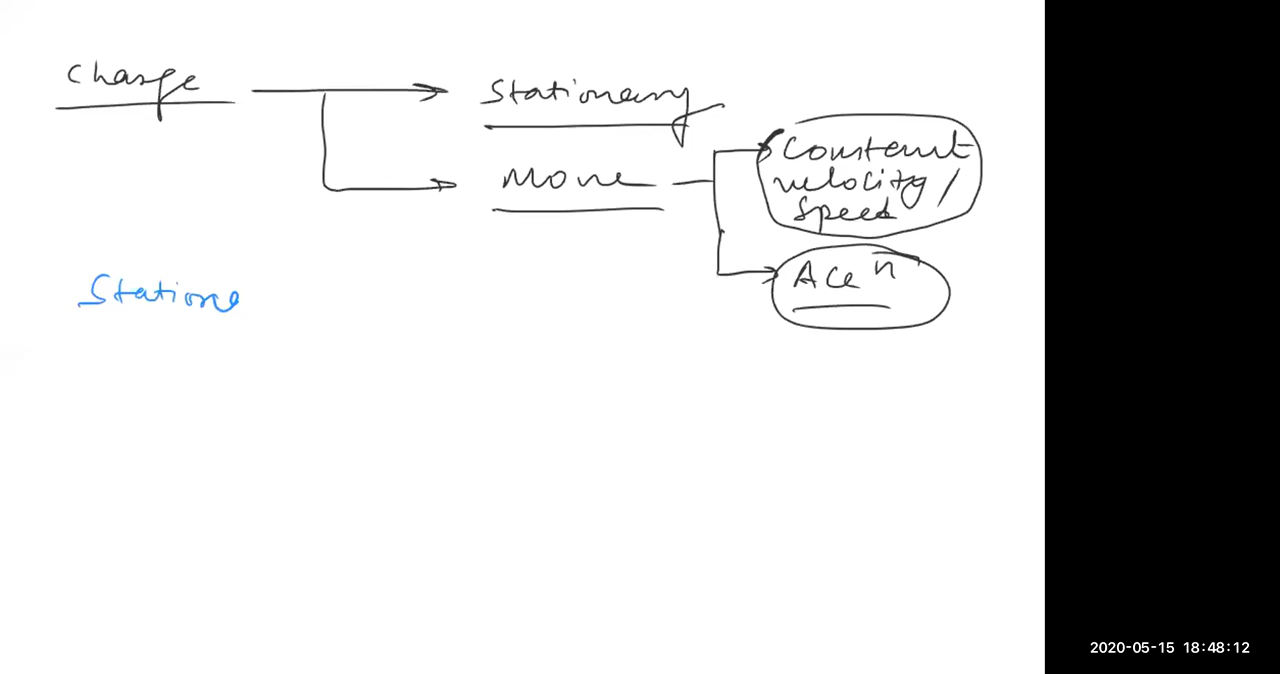 Charge
Stationary
Move
Constant
velocity/
Speed
Acc n
Statione
2020-05-15 18:48:12